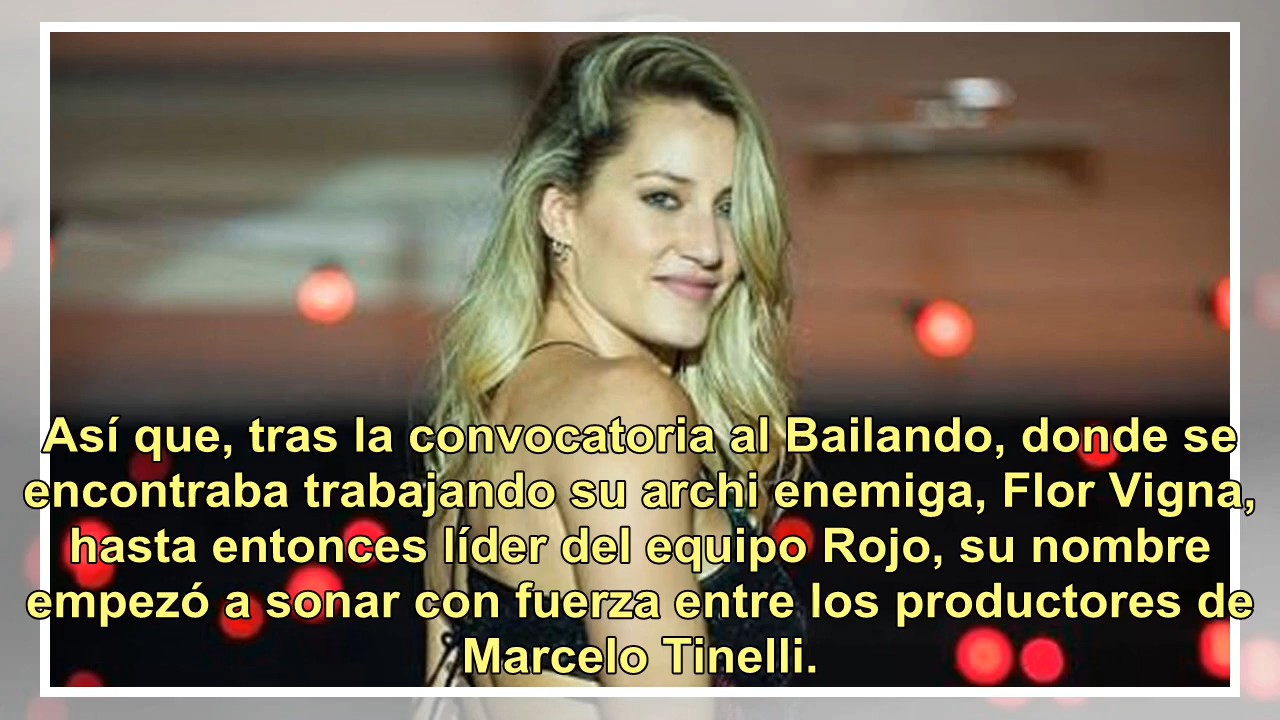 Así que, tras la convocatoria al Bailando, donde se
encontraba trabajando su archi enemiga, Flor Vigna,
hasta entonces líder del equipo Rojo, su nombre
empezó a sonar con fuerza entre los productores de
Marcelo Tinelli.